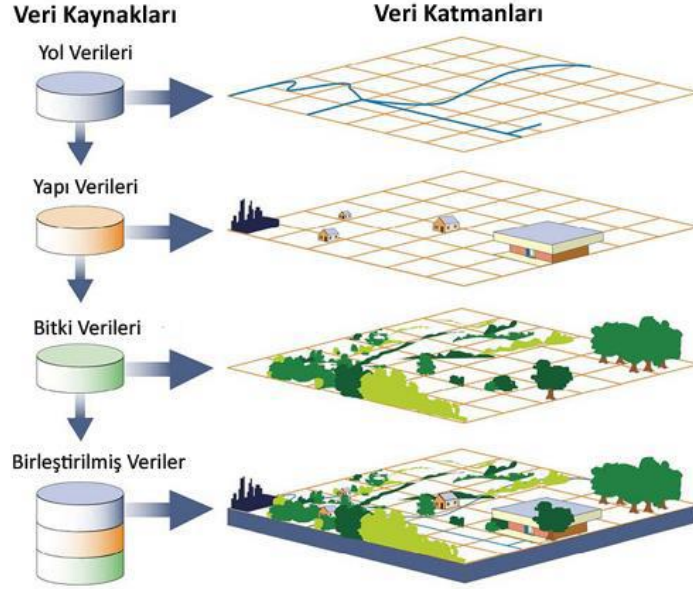 Veri Kaynakları
Veri Katmanları
Yol Verileri
Yapı Verileri
Bitki Verileri
Birleştirilmiş Veriler